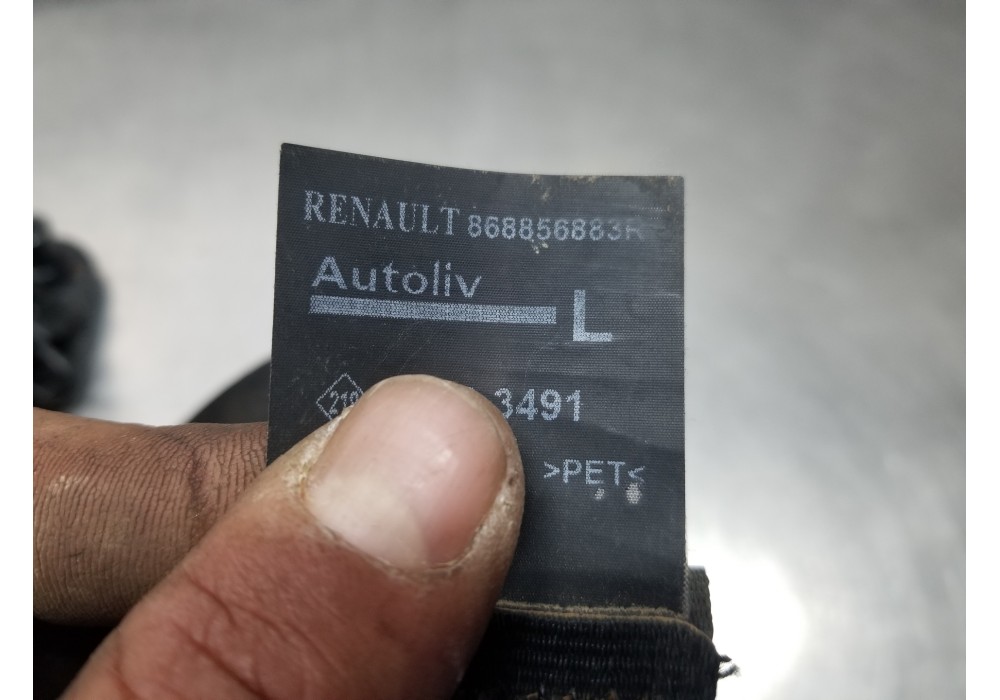 RENAULT 868856883R
Autoliv
L
3491
>PET<